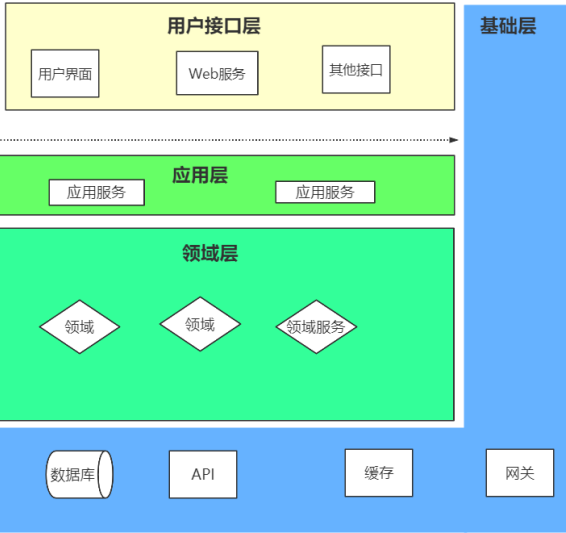 用户接口层
基础层
用户界面
Web服务
其他接口
应用层
应用服务
应用服务
领域层
领域
领域
领域服务
数据库
API
缓存
网关